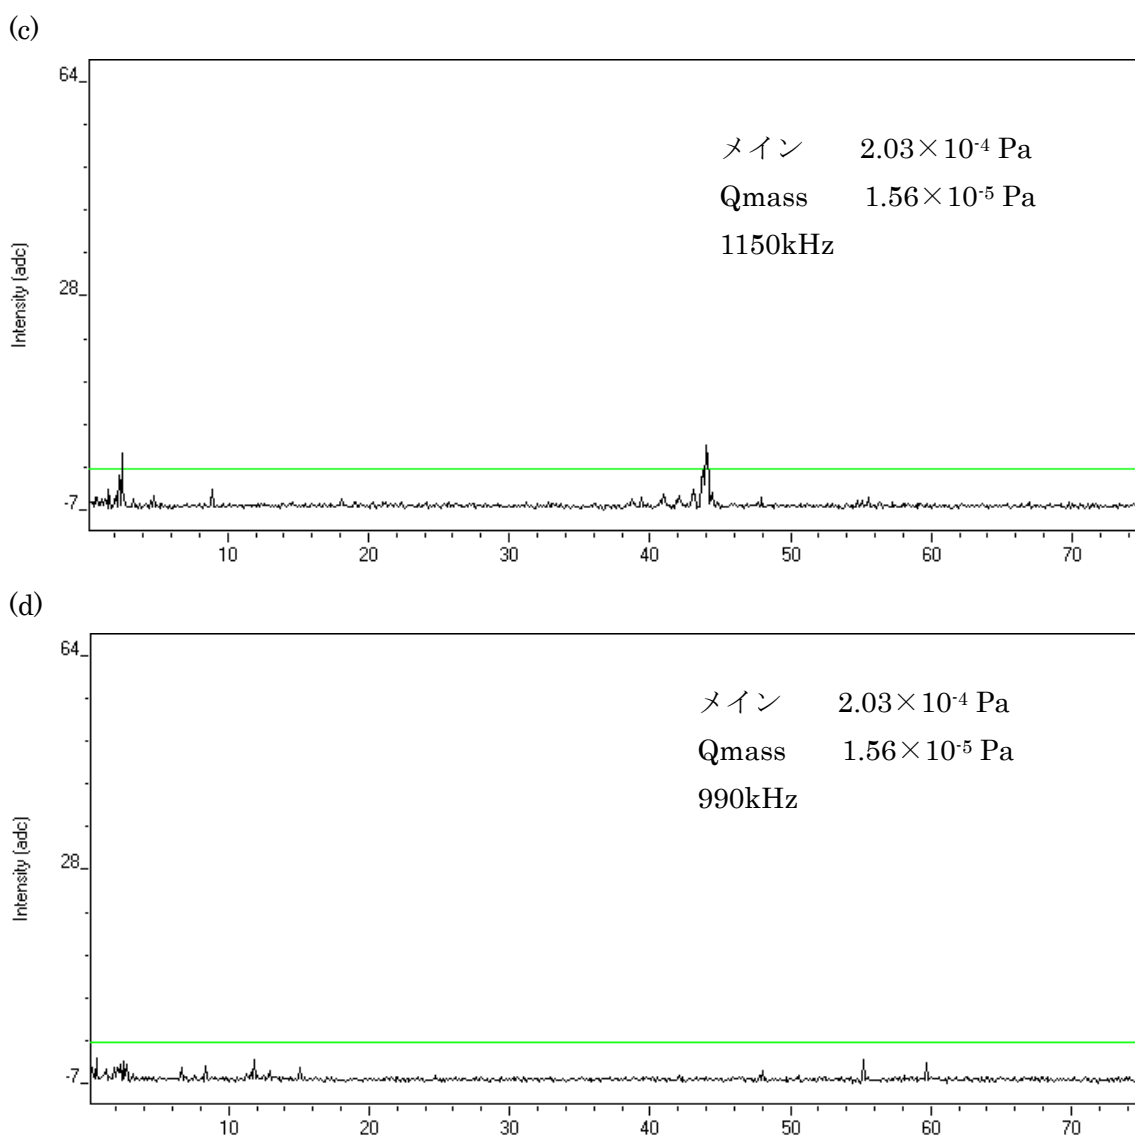 (c)
64
メイン 2.03×10-4 Pa
Qmass 1.56×10-5 Pa
1150kHz
Intensity (adc)
28
-7
10 20 30 40 50 60 70
(d)
64
メイン 2.03×10-4 Pa
Qmass 1.56×10-5 Pa
990kHz
Intensity (adc)
28
-7
10 20 30 40 50 60 70